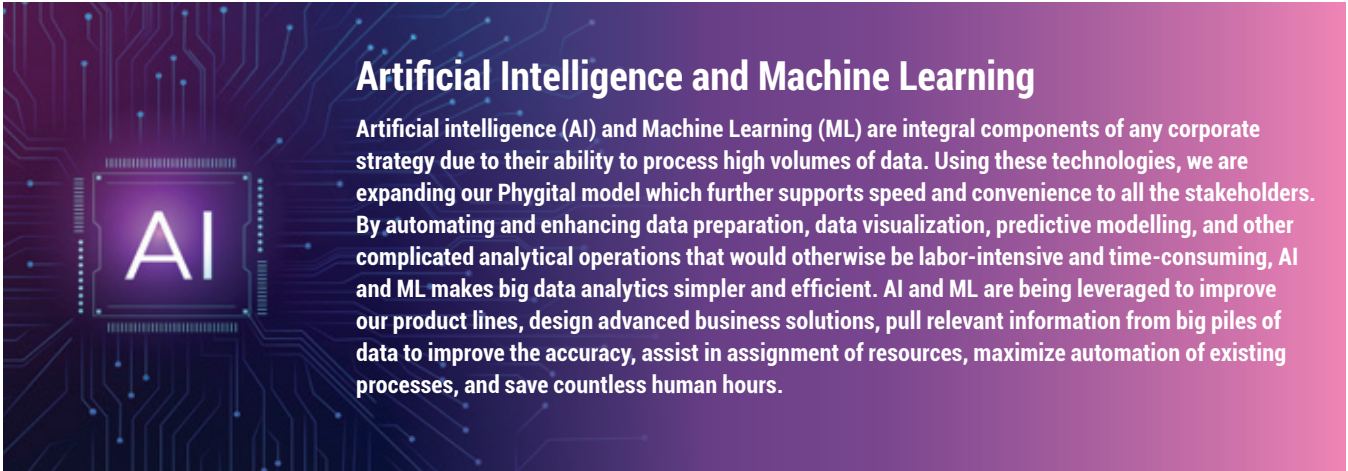 Artificial Intelligence and Machine Learning
Artificial intelligence (AI) and Machine Learning (ML) are integral components of any corporate
strategy due to their ability to process high volumes of data. Using these technologies, we are
expanding our Phygital model which further supports speed and convenience to all the stakeholders.
By automating and enhancing data preparation, data visualization, predictive modelling, and other
complicated analytical operations that would otherwise be labor-intensive and time-consuming, AI
and ML makes big data analytics simpler and efficient. AI and ML are being leveraged to improve
our product lines, design advanced business solutions, pull relevant information from big piles of
data to improve the accuracy, assist in assignment of resources, maximize automation of existing
processes, and save countless human hours.
AI